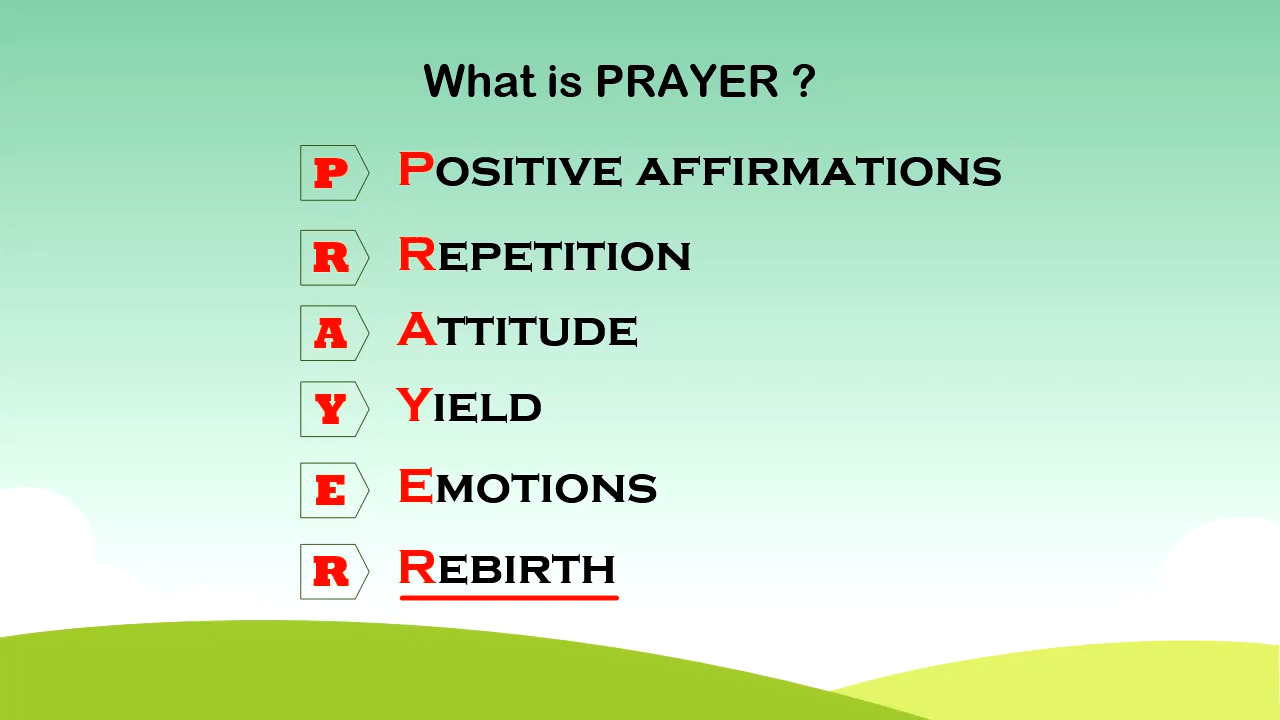 What is PRAYER ?
P POSITIVE AFFIRMATIONS
R REPETITION
A ATTITUDE
Y YIELD
E EMOTIONS
R REBIRTH